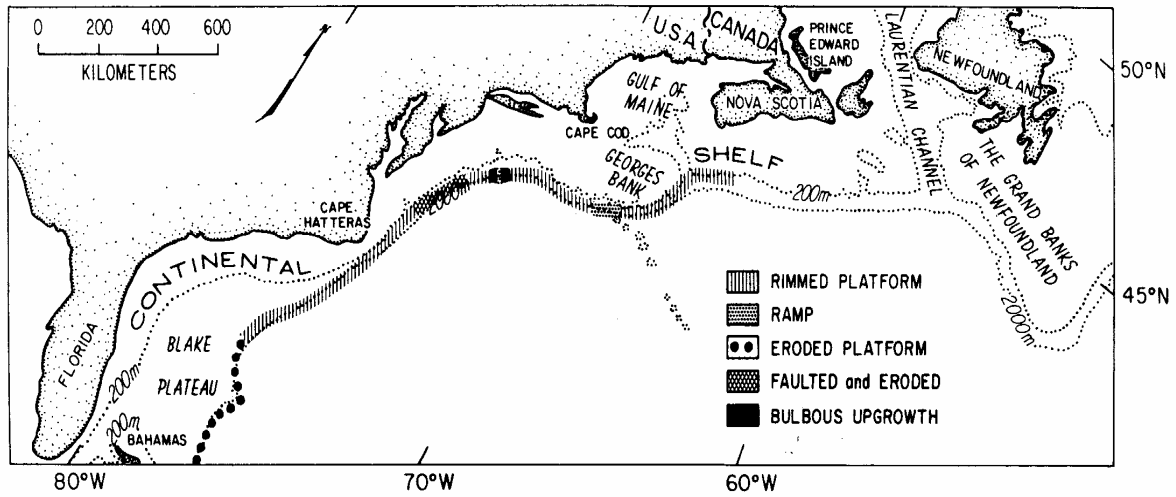 0 200 400 600
KILOMETERS
U.S.A.
CANADA
PRINCE
EDWARD
ISLAND
LAURENTIAN
CHANNEL
NEWFOUNDLAND
50°N
GULF OF
MAINE
NOVA SCOTIA
CAPE COD
GEORGES
BANK
SHELF
200m
THE GRAND BANKS
OF NEWFOUNDLAND
2000m
CAPE
HATTERAS
2000m
CONTINENTAL
FLORIDA
BLAKE
PLATEAU
200m
200m
BAHAMAS
RIMMED PLATFORM
RAMP
ERODED PLATFORM
FAULTED and ERODED
BULBOUS UPGROWTH
45°N
80°W
70°W
60°W